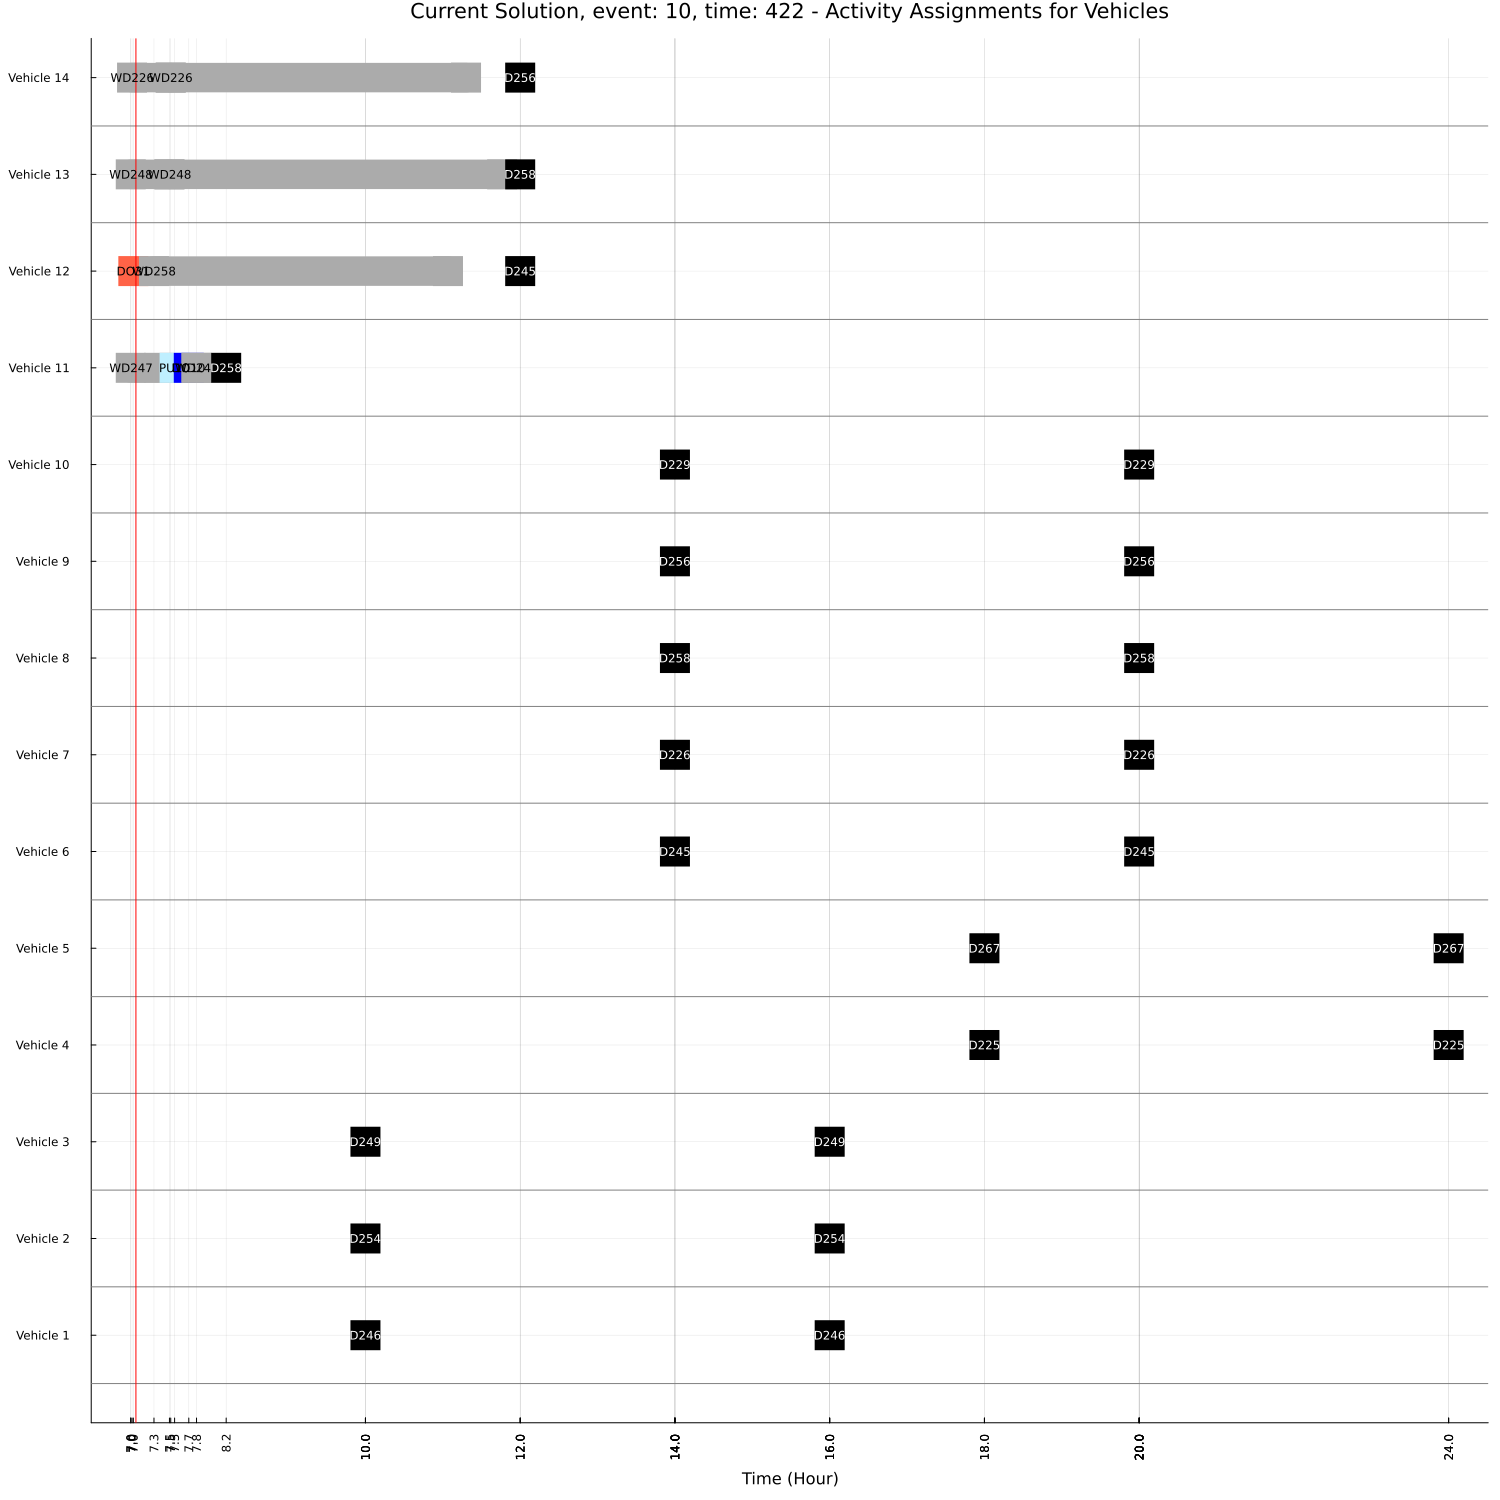 Current Solution, event: 10, time: 422 - Activity Assignments for Vehicles
Vehicle 14 WD226 WD226 D256
Vehicle 13 WD248 WD248 D258
Vehicle 12 WD258 D245
Vehicle 11 WD247 D258
Vehicle 10 D229 D229
Vehicle 9 D256 D256
Vehicle 8 D258 D258
Vehicle 7 D226 D226
Vehicle 6 D245 D245
Vehicle 5 D267 D267
Vehicle 4 D225 D225
Vehicle 3 D249 D249
Vehicle 2 D254 D254
Vehicle 1 D246 D246
7.0 7.3 7.5 7.7 7.8 8.2 10.0 12.0 14.0 16.0 18.0 20.0 24.0
Time (Hour)